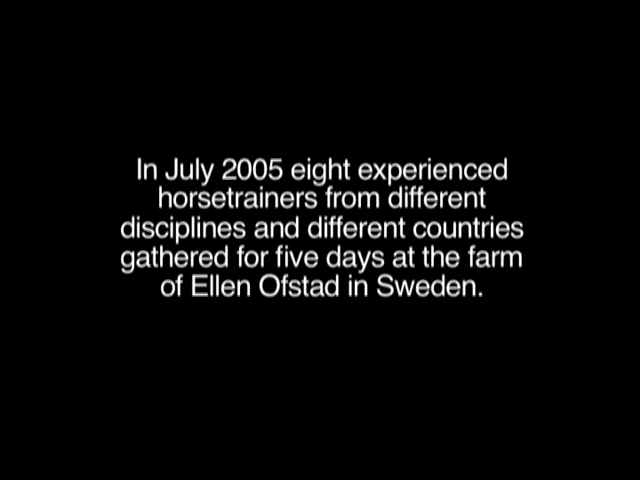 In July 2005 eight experienced
horsetrainers from different
disciplines and different countries
gathered for five days at the farm
of Ellen Ofstad in Sweden.